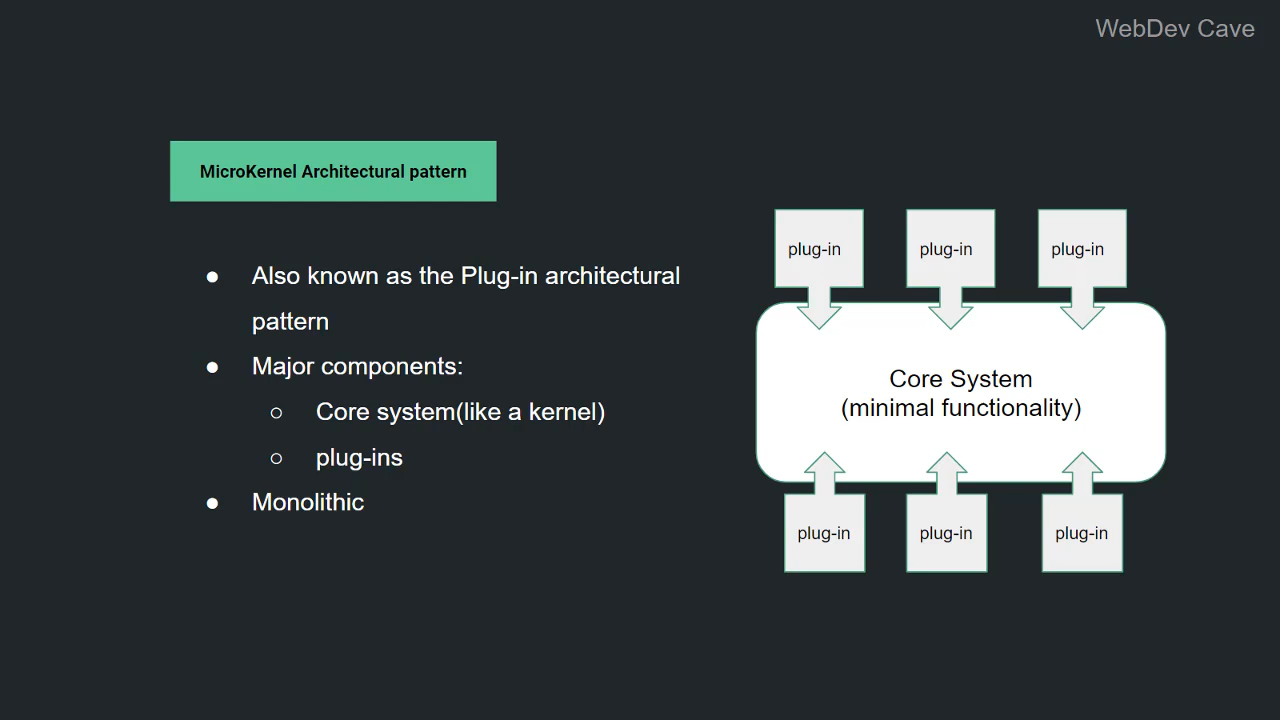 WebDev Cave
MicroKernel Architectural pattern
● Also known as the Plug-in architectural
pattern
● Major components:
○ Core system(like a kernel)
○ plug-ins
● Monolithic
plug-in
plug-in
plug-in
Core System
(minimal functionality)
plug-in
plug-in
plug-in